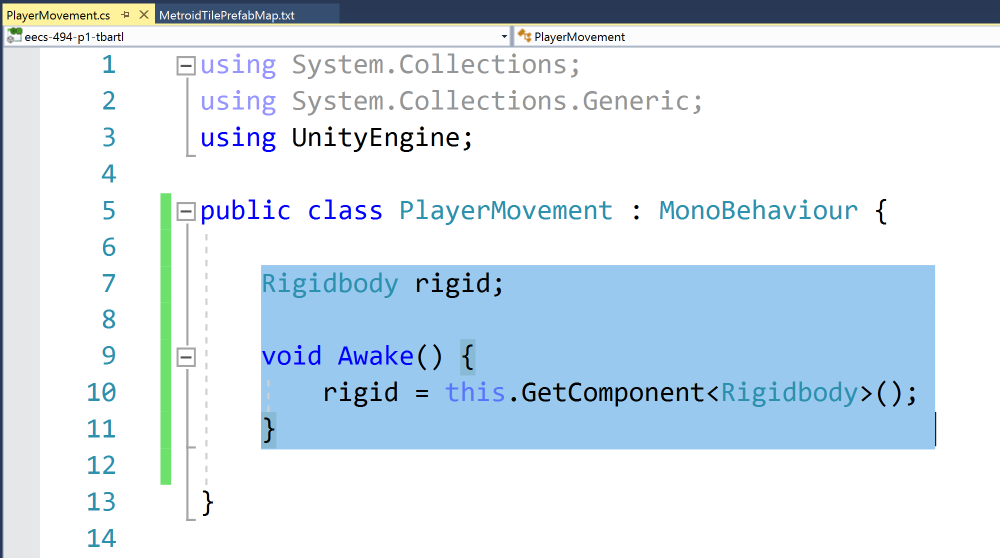 PlayerMovement.cs MetroidTilePrefabMap.txt
eecs-494-p1-tbartl PlayerMovement
1 using System.Collections;
2 using System.Collections.Generic;
3 using UnityEngine;
4
5 public class PlayerMovement : MonoBehaviour {
6
7 Rigidbody rigid;
8
9 void Awake() {
10 rigid = this.GetComponent<Rigidbody>();
11 }
12
13 }
14